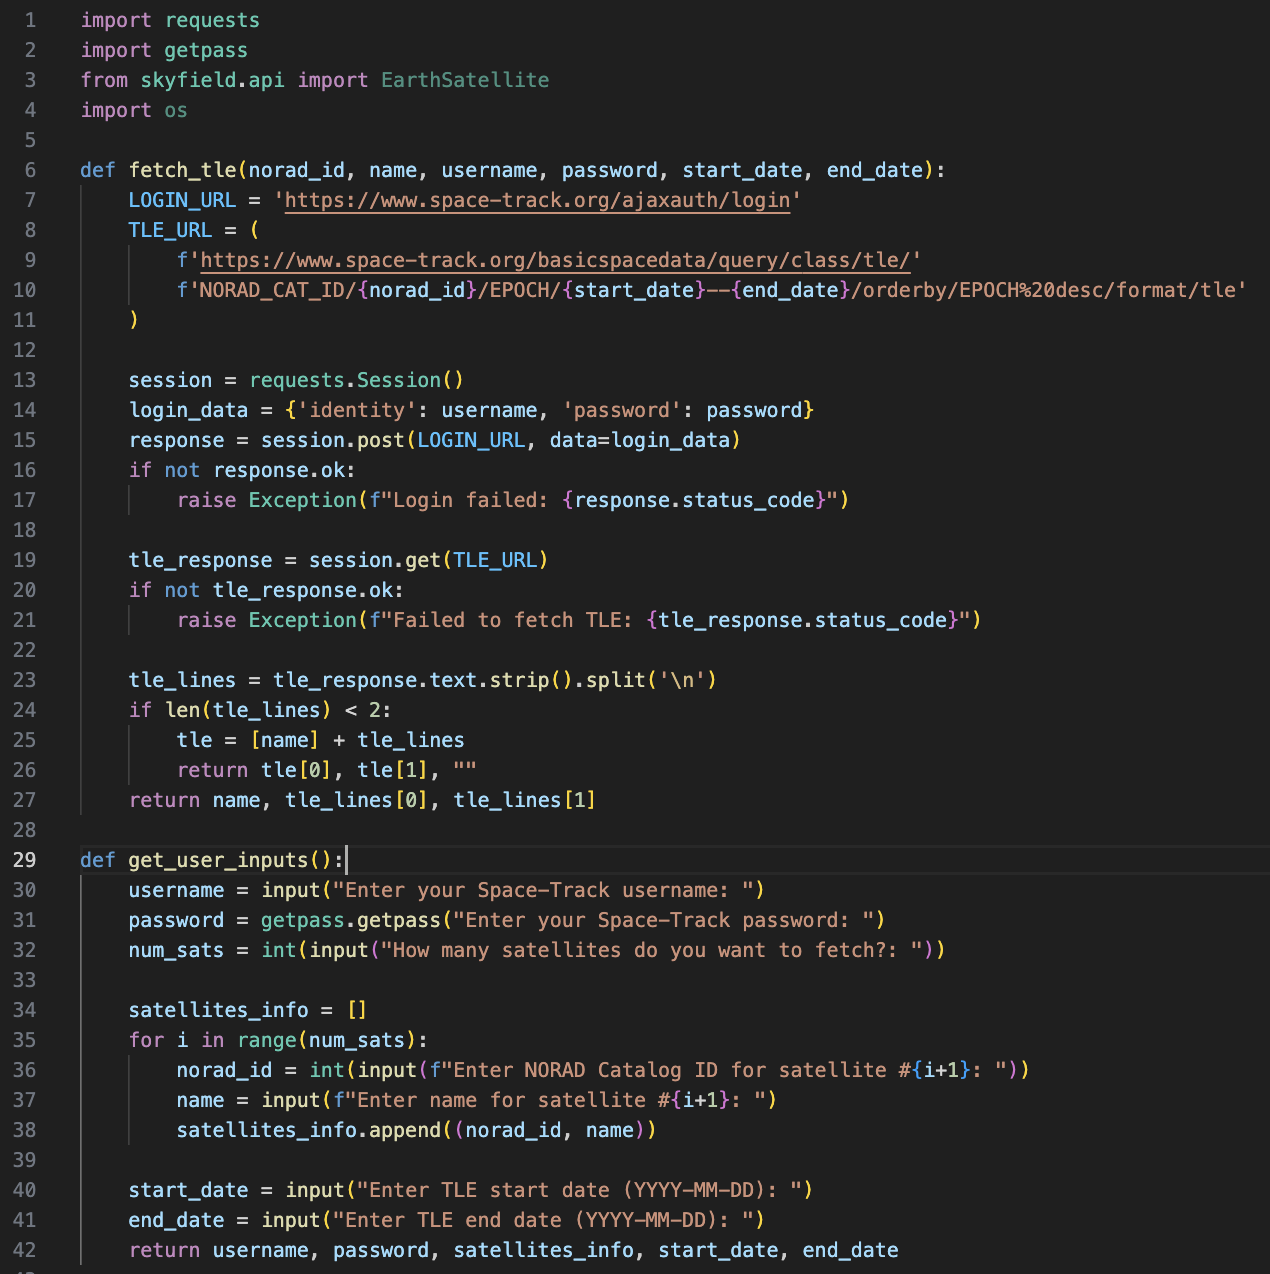 1 import requests
2 import getpass
3 from skyfield.api import EarthSatellite
4 import os
5
6 def fetch_tle(norad_id, name, username, password, start_date, end_date):
7     LOGIN_URL = 'https://www.space-track.org/ajaxauth/login'
8     TLE_URL = (
9         f'https://www.space-track.org/basicspacedata/query/class/tle/'
10         f'NORAD_CAT_ID/{norad_id}/EPOCH/{start_date}--{end_date}/orderby/EPOCH%20desc/format/tle'
11     )
12
13     session = requests.Session()
14     login_data = {'identity': username, 'password': password}
15     response = session.post(LOGIN_URL, data=login_data)
16     if not response.ok:
17         raise Exception(f"Login failed: {response.status_code}")
18
19     tle_response = session.get(TLE_URL)
20     if not tle_response.ok:
21         raise Exception(f"Failed to fetch TLE: {tle_response.status_code}")
22
23     tle_lines = tle_response.text.strip().split('\n')
24     if len(tle_lines) < 2:
25         tle = [name] + tle_lines
26         return tle[0], tle[1], ""
27     return name, tle_lines[0], tle_lines[1]
28
29 def get_user_inputs():
30     username = input("Enter your Space-Track username: ")
31     password = getpass.getpass("Enter your Space-Track password: ")
32     num_sats = int(input("How many satellites do you want to fetch?: "))
33
34     satellites_info = []
35     for i in range(num_sats):
36         norad_id = int(input(f"Enter NORAD Catalog ID for satellite #{i+1}: "))
37         name = input(f"Enter name for satellite #{i+1}: ")
38         satellites_info.append((norad_id, name))
39
40     start_date = input("Enter TLE start date (YYYY-MM-DD): ")
41     end_date = input("Enter TLE end date (YYYY-MM-DD): ")
42     return username, password, satellites_info, start_date, end_date